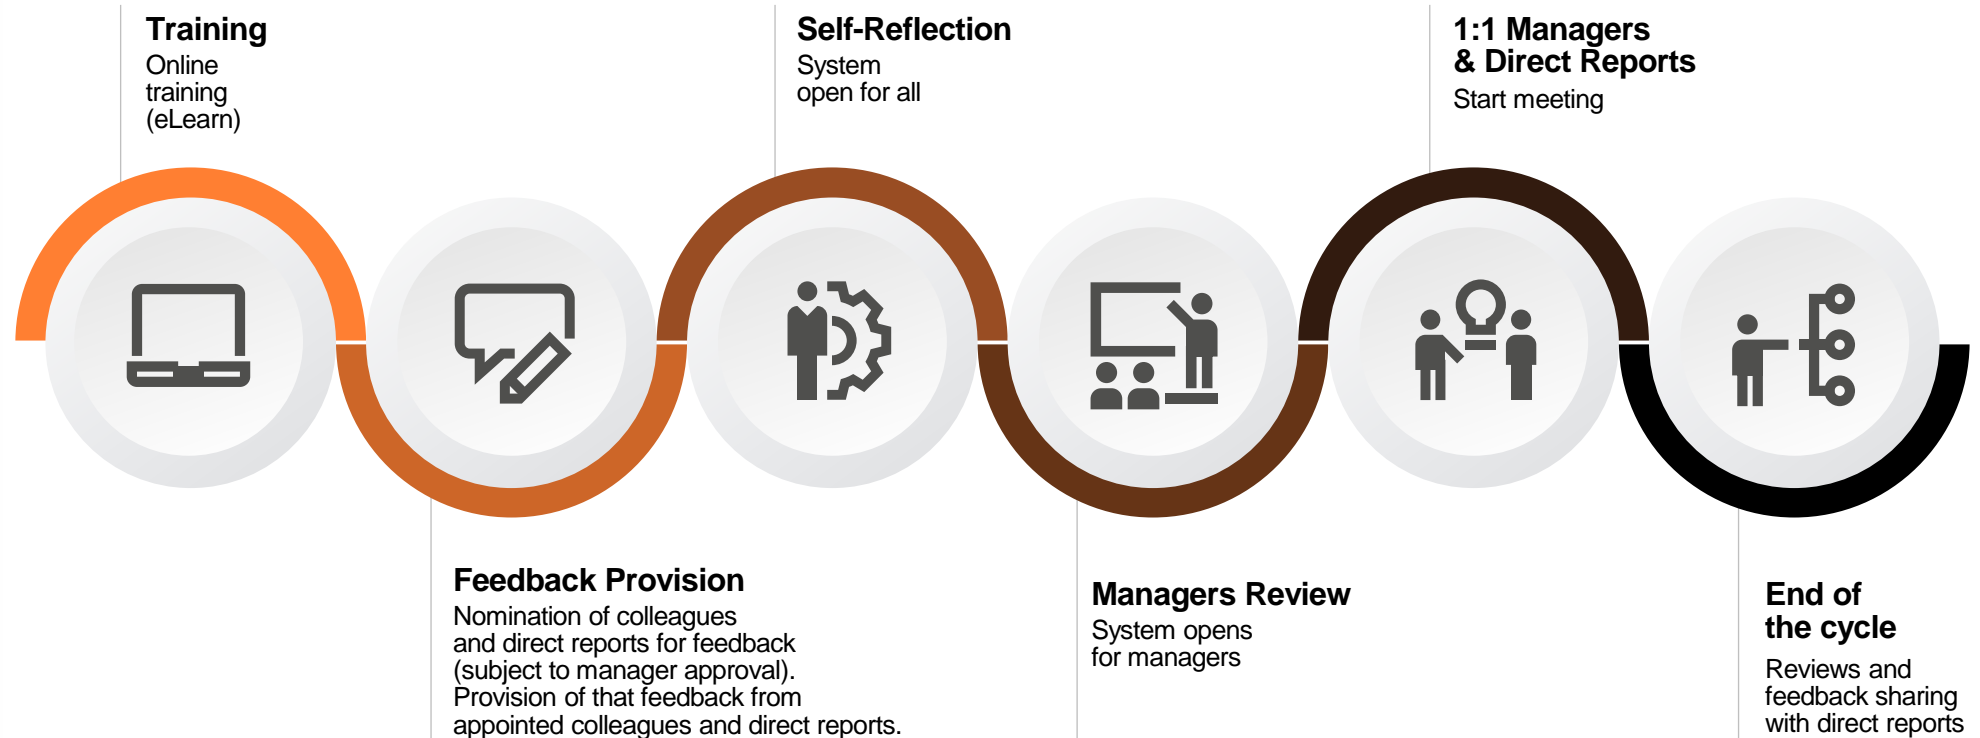 Training
Online
training
(eLearn)
Feedback Provision
Nomination of colleagues
and direct reports for feedback
(subject to manager approval).
Provision of that feedback from
appointed colleagues and direct reports.
Self-Reflection
System
open for all
Managers Review
System opens
for managers
1:1 Managers
& Direct Reports
Start meeting
End of
the cycle
Reviews and
feedback sharing
with direct reports